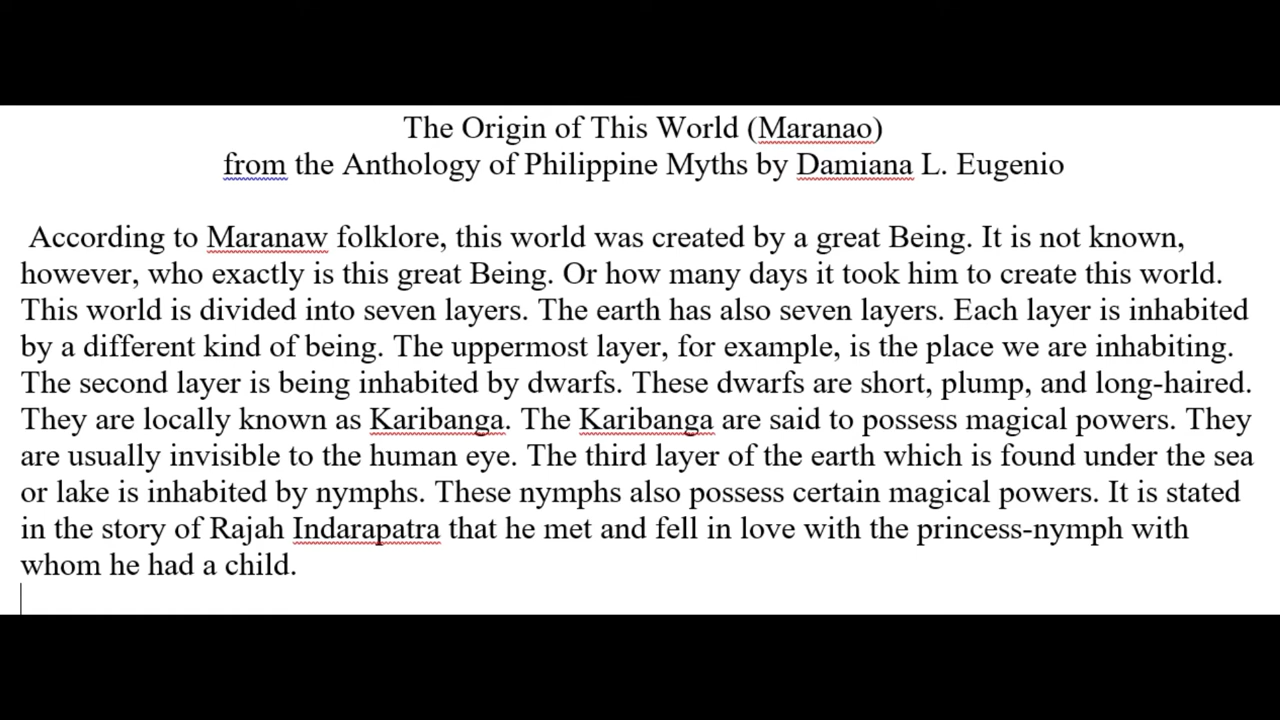 The Origin of This World (Maranao)
from the Anthology of Philippine Myths by Damiana L. Eugenio
According to Maranaw folklore, this world was created by a great Being. It is not known,
however, who exactly is this great Being. Or how many days it took him to create this world.
This world is divided into seven layers. The earth has also seven layers. Each layer is inhabited
by a different kind of being. The uppermost layer, for example, is the place we are inhabiting.
The second layer is being inhabited by dwarfs. These dwarfs are short, plump, and long-haired.
They are locally known as Karibanga. The Karibanga are said to possess magical powers. They
are usually invisible to the human eye. The third layer of the earth which is found under the sea
or lake is inhabited by nymphs. These nymphs also possess certain magical powers. It is stated
in the story of Rajah Indarapatra that he met and fell in love with the princess-nymph with
whom he had a child.